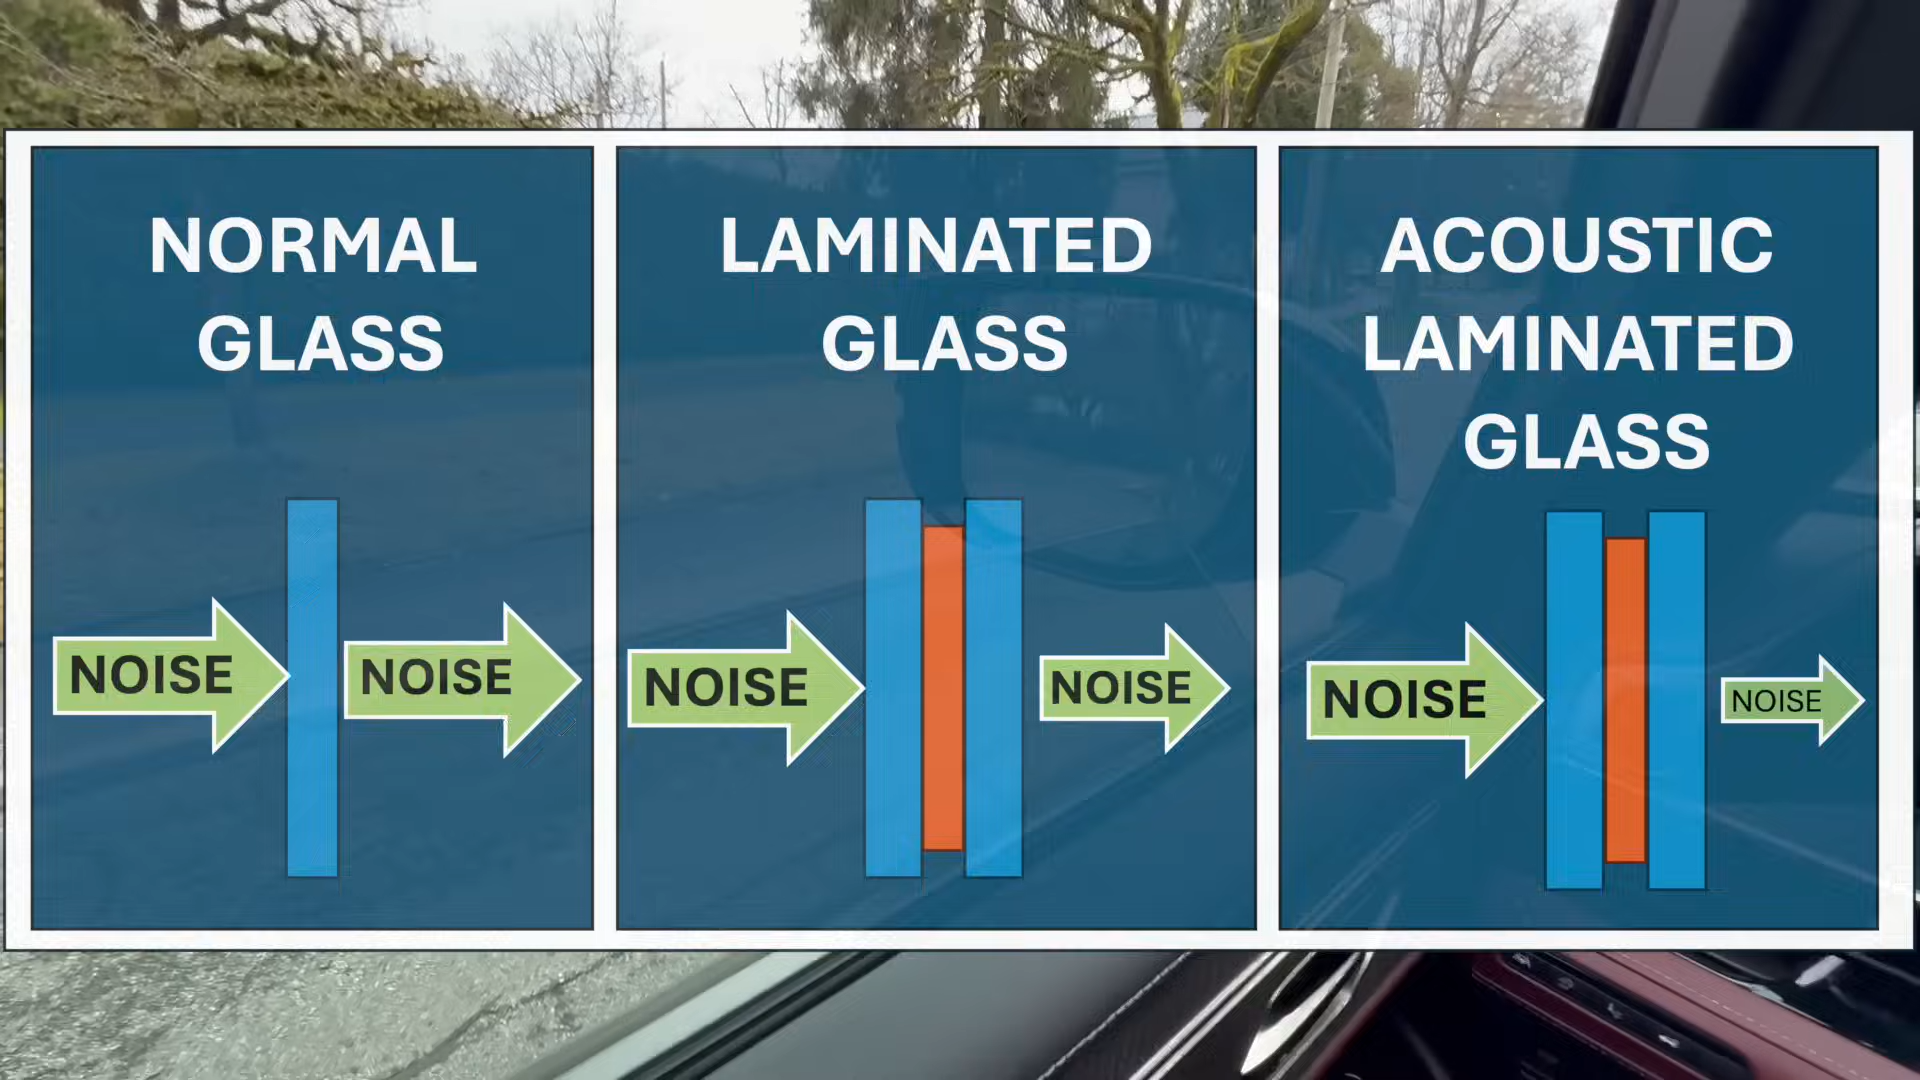 NORMAL
GLASS
NOISE
NOISE
LAMINATED
GLASS
NOISE
NOISE
ACOUSTIC
LAMINATED
GLASS
NOISE
NOISE